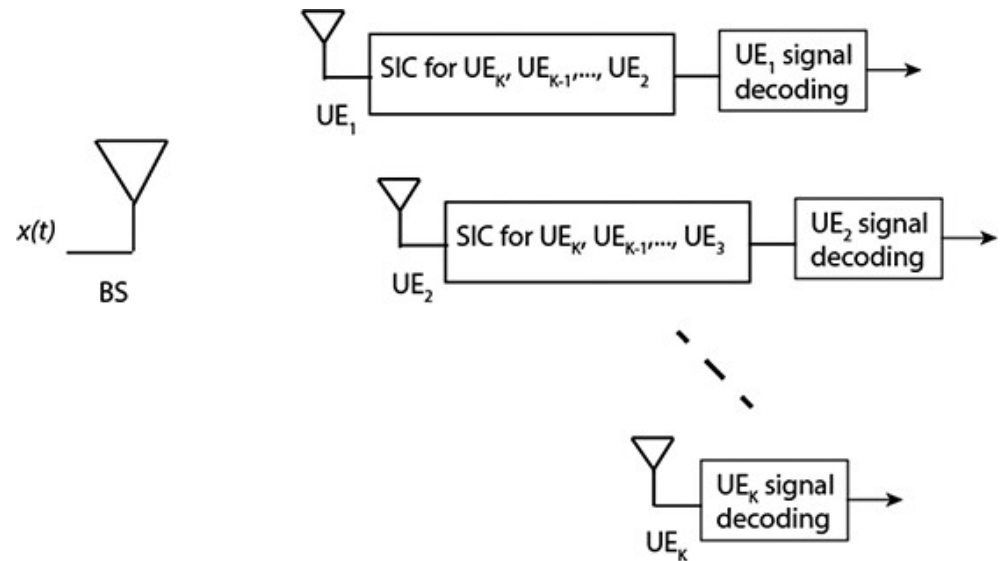 SIC for UE_K, UE_K-1,..., UE_2
UE_1 signal
decoding
UE_1
x(t)
BS
SIC for UE_K, UE_K-1,..., UE_3
UE_2 signal
decoding
UE_2
UE_K signal
decoding
UE_K